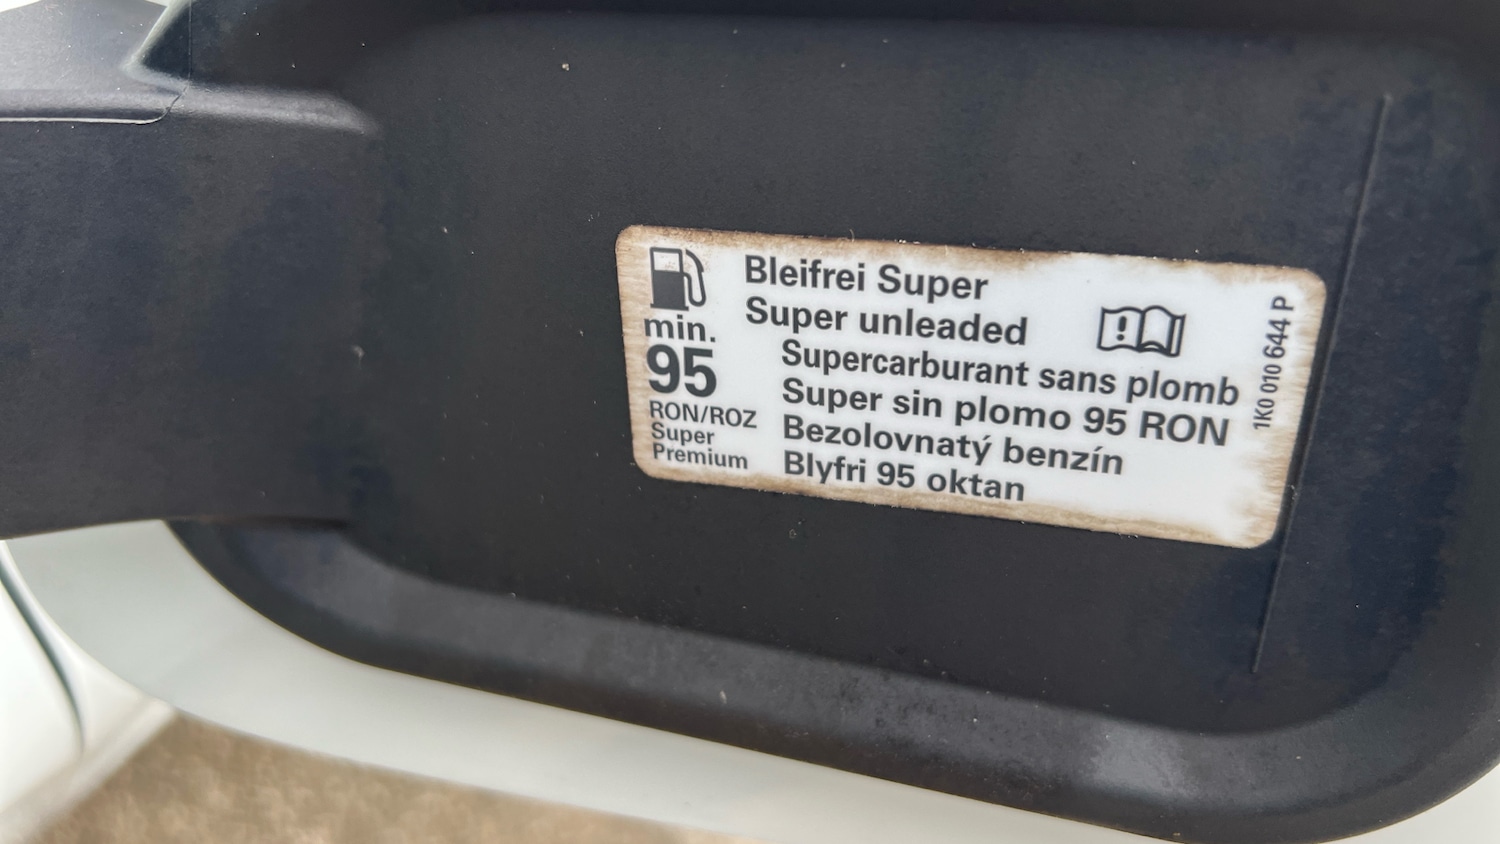 min.
95
RON/ROZ
Super
Premium
Bleifrei Super
Super unleaded
Supercarburant sans plomb
Super sin plomo 95 RON
Bezolovnatý benzín
Blyfri 95 oktan
!
1K0 010 644 P